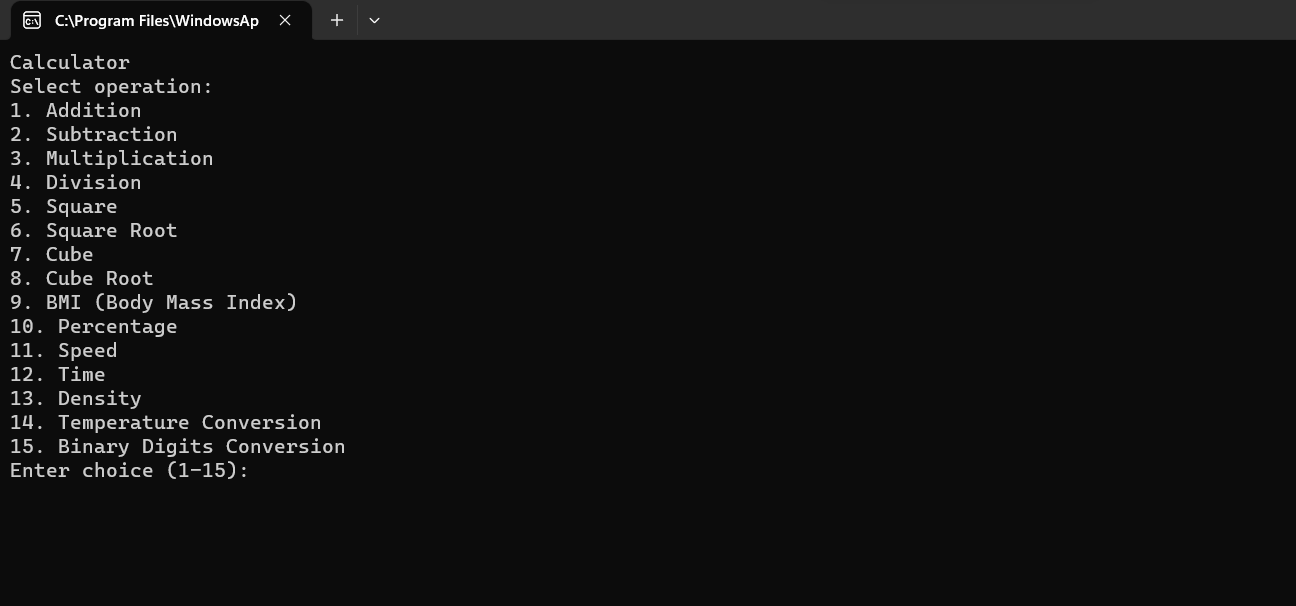 C:\Program Files\WindowsAp
Calculator
Select operation:
1. Addition
2. Subtraction
3. Multiplication
4. Division
5. Square
6. Square Root
7. Cube
8. Cube Root
9. BMI (Body Mass Index)
10. Percentage
11. Speed
12. Time
13. Density
14. Temperature Conversion
15. Binary Digits Conversion
Enter choice (1-15):